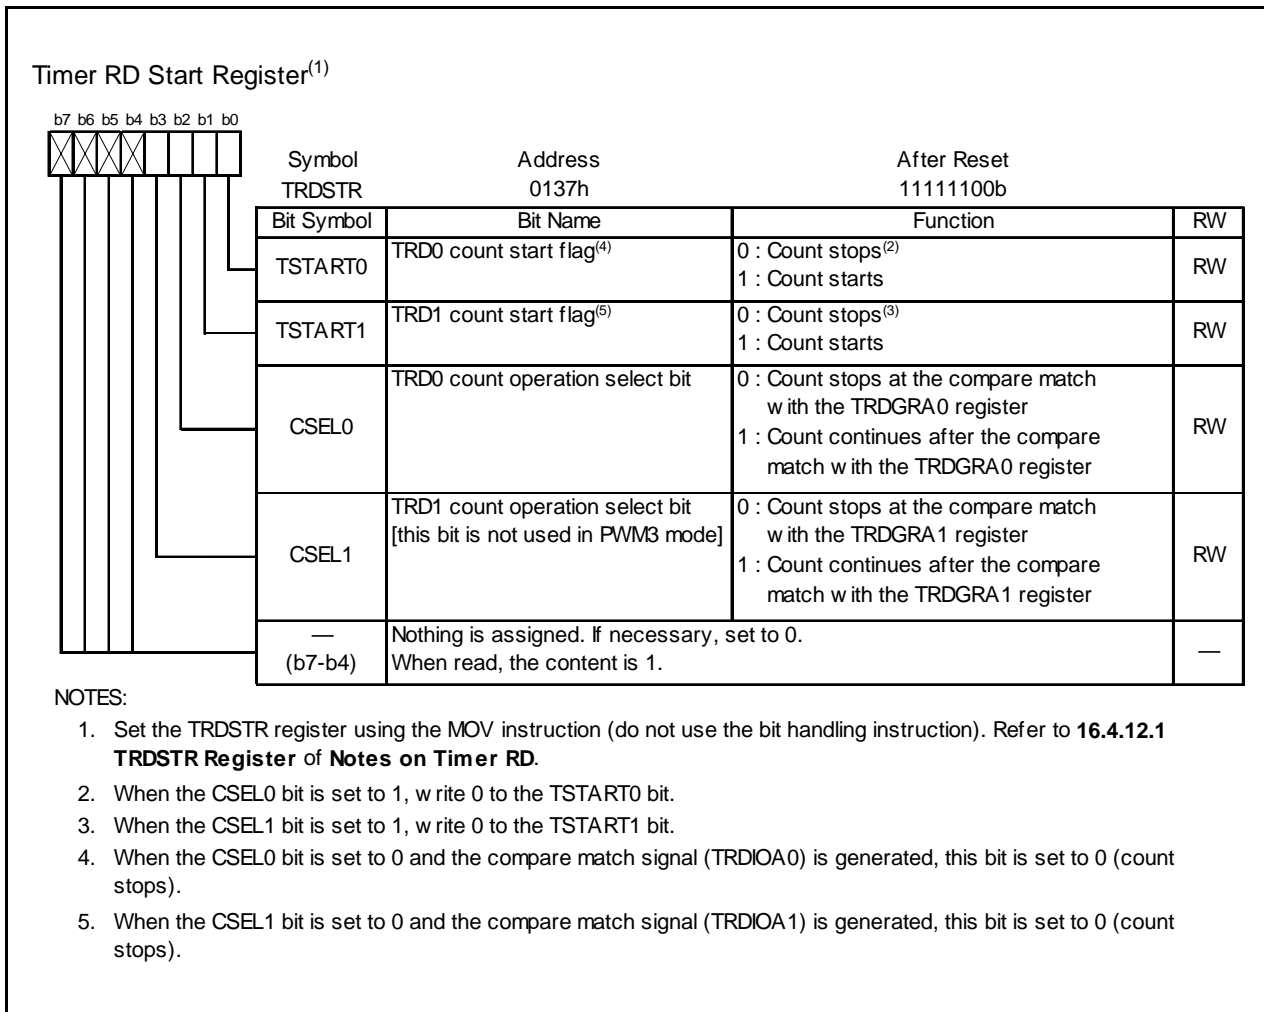 Timer RD Start Register(1)
b7 b6 b5 b4 b3 b2 b1 b0
Symbol Address After Reset
TRDSTR 0137h 11111100b
Bit Symbol Bit Name Function RW
TSTART0 TRD0 count start flag(4) 0 : Count stops(2) RW
1 : Count starts
TSTART1 TRD1 count start flag(5) 0 : Count stops(3) RW
1 : Count starts
CSEL0 TRD0 count operation select bit 0 : Count stops at the compare match RW
with the TRDGRA0 register
1 : Count continues after the compare
match with the TRDGRA0 register
CSEL1 TRD1 count operation select bit 0 : Count stops at the compare match RW
[this bit is not used in PWM3 mode] with the TRDGRA1 register
1 : Count continues after the compare
match with the TRDGRA1 register
— Nothing is assigned. If necessary, set to 0. —
(b7-b4) When read, the content is 1.
NOTES:
1. Set the TRDSTR register using the MOV instruction (do not use the bit handling instruction). Refer to 16.4.12.1
TRDSTR Register of Notes on Timer RD.
2. When the CSEL0 bit is set to 1, write 0 to the TSTART0 bit.
3. When the CSEL1 bit is set to 1, write 0 to the TSTART1 bit.
4. When the CSEL0 bit is set to 0 and the compare match signal (TRDIOA0) is generated, this bit is set to 0 (count
stops).
5. When the CSEL1 bit is set to 0 and the compare match signal (TRDIOA1) is generated, this bit is set to 0 (count
stops).